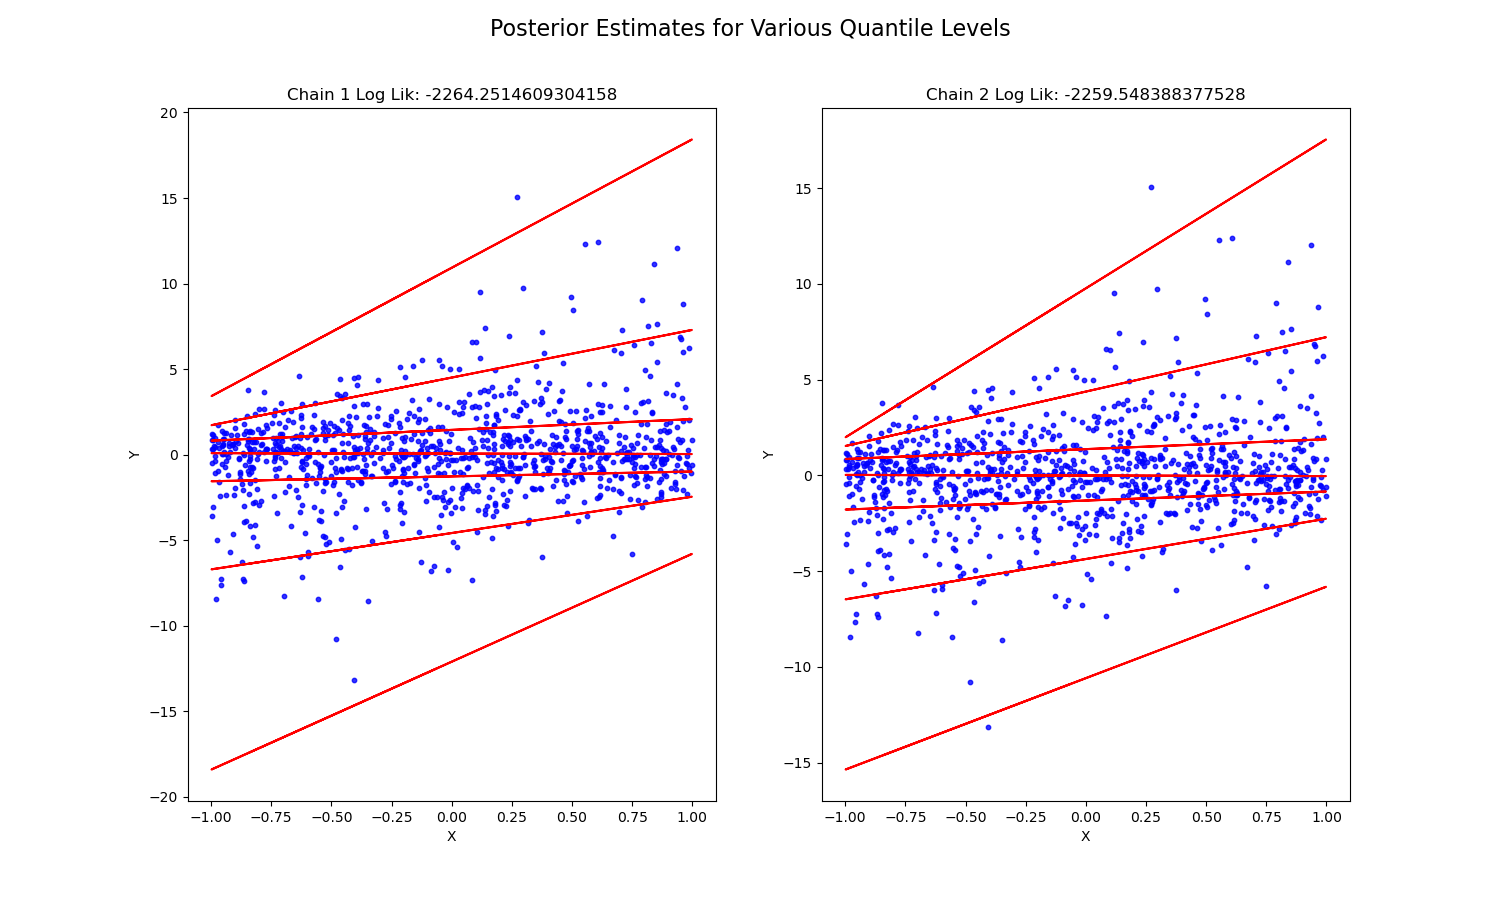 Posterior Estimates for Various Quantile Levels
Chain 1 Log Lik: -2264.2514609304158
20
15
10
5
0
−5
−10
−15
−20
Y
−1.00 −0.75 −0.50 −0.25 0.00 0.25 0.50 0.75 1.00
X
Chain 2 Log Lik: -2259.548388377528
15
10
5
0
−5
−10
−15
Y
−1.00 −0.75 −0.50 −0.25 0.00 0.25 0.50 0.75 1.00
X